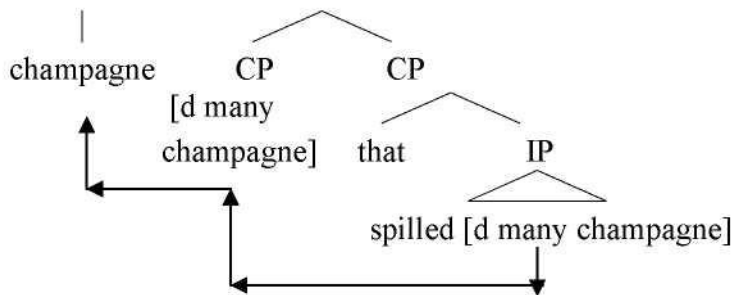 champagne CP CP
[d many
champagne] that IP
spilled [d many champagne]